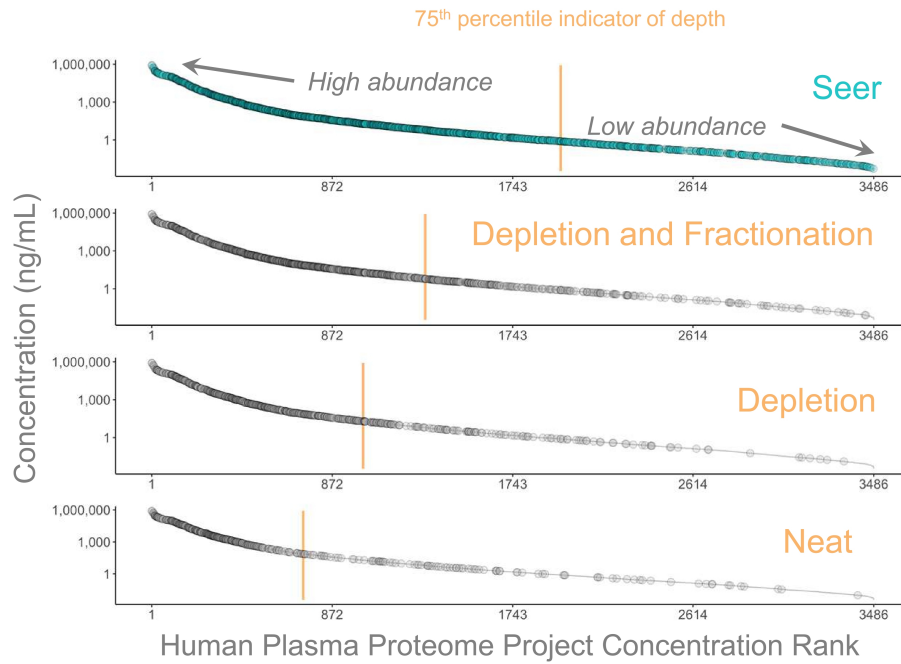 75th percentile indicator of depth
1,000,000
1,000
1
High abundance
Low abundance
Seer
1 872 1743 2614 3486
1,000,000
1,000
1
Depletion and Fractionation
1 872 1743 2614 3486
1,000,000
1,000
1
Depletion
1 872 1743 2614 3486
1,000,000
1,000
1
Neat
1 872 1743 2614 3486
Concentration (ng/mL)
Human Plasma Proteome Project Concentration Rank